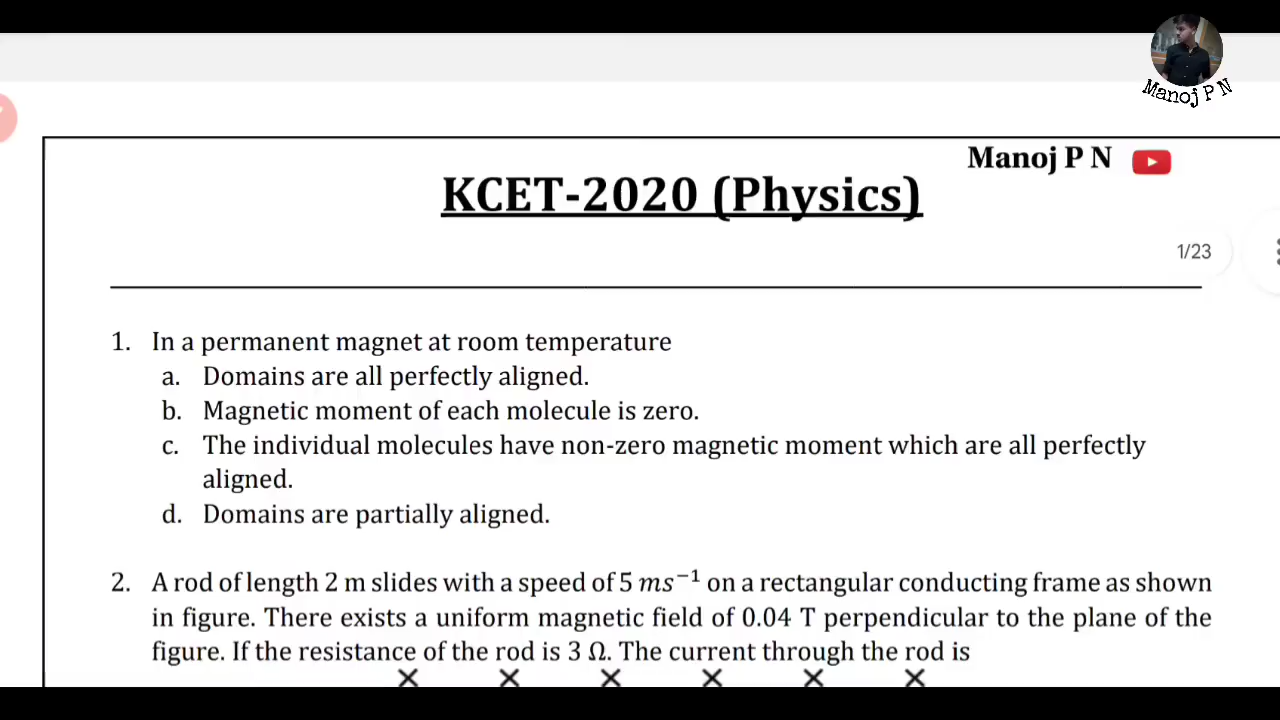 Manoj P N
Manoj P N
KCET-2020 (Physics)
1/23
1. In a permanent magnet at room temperature
a. Domains are all perfectly aligned.
b. Magnetic moment of each molecule is zero.
c. The individual molecules have non-zero magnetic moment which are all perfectly
aligned.
d. Domains are partially aligned.
2. A rod of length 2 m slides with a speed of 5 ms⁻¹ on a rectangular conducting frame as shown
in figure. There exists a uniform magnetic field of 0.04 T perpendicular to the plane of the
figure. If the resistance of the rod is 3 Ω. The current through the rod is
× × × × × ×